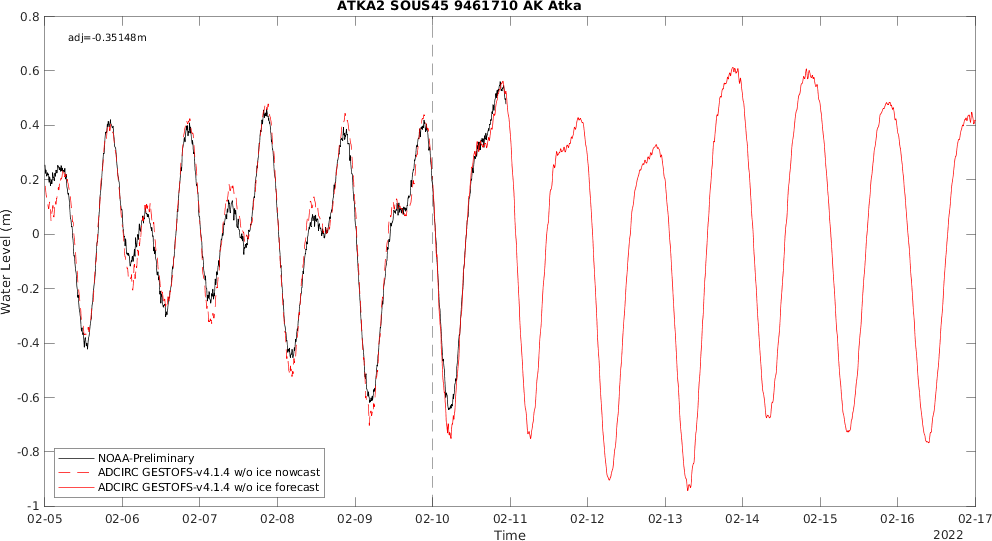 ATKA2 SOUS45 9461710 AK Atka
adj=-0.35148m
0.8
0.6
0.4
0.2
0
-0.2
-0.4
-0.6
-0.8
-1
Water Level (m)
NOAA-Preliminary
ADCIRC GESTOFS-v4.1.4 w/o ice nowcast
ADCIRC GESTOFS-v4.1.4 w/o ice forecast
02-05 02-06 02-07 02-08 02-09 02-10 02-11 02-12 02-13 02-14 02-15 02-16 02-17
Time
2022